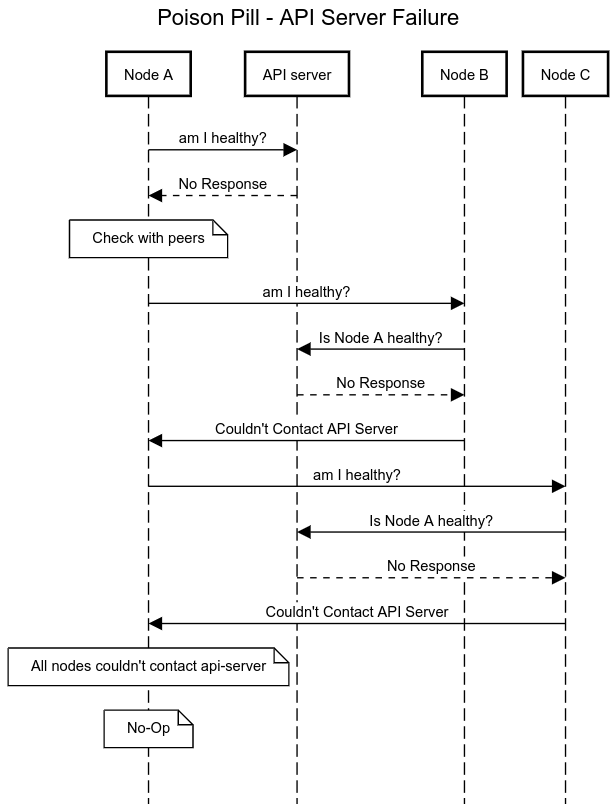 Poison Pill - API Server Failure
Node A
API server
Node B
Node C
am I healthy?
No Response
Check with peers
am I healthy?
Is Node A healthy?
No Response
Couldn't Contact API Server
am I healthy?
Is Node A healthy?
No Response
Couldn't Contact API Server
All nodes couldn't contact api-server
No-Op